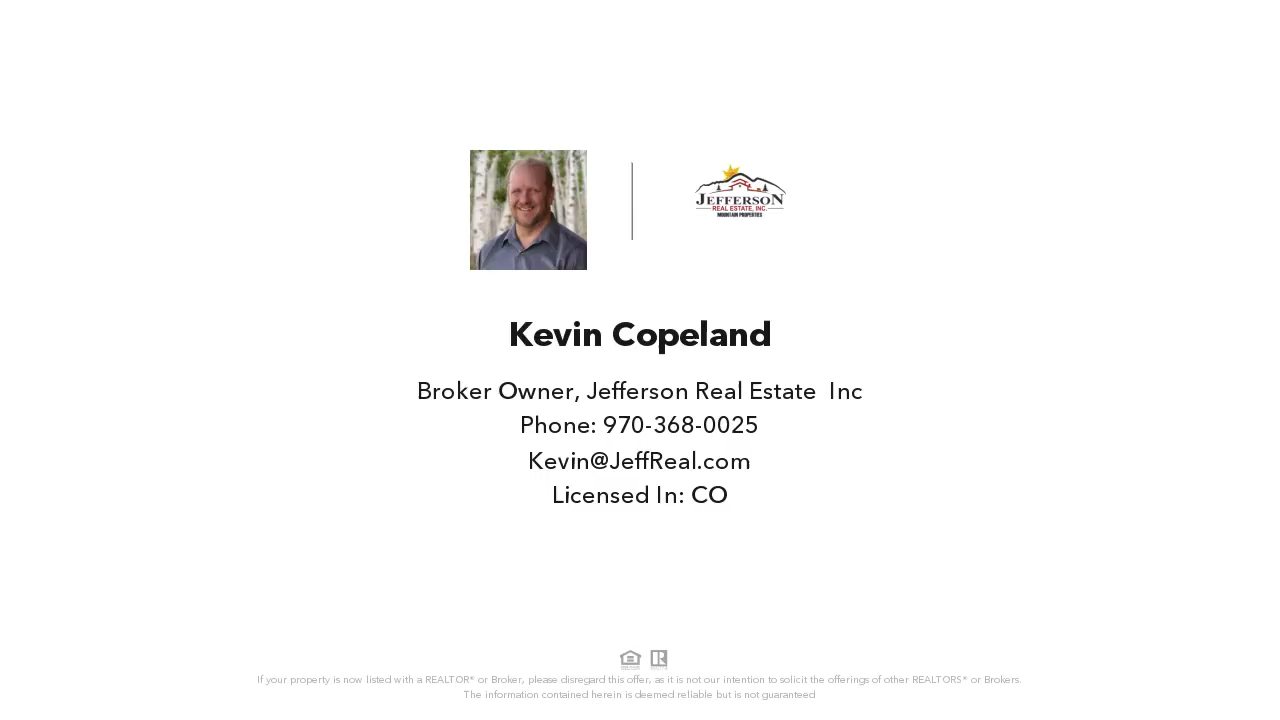 JEFFERSON
REAL ESTATE, INC.
MOUNTAIN PROPERTIES
Kevin Copeland
Broker Owner, Jefferson Real Estate  Inc
Phone: 970-368-0025
Kevin@JeffReal.com
Licensed In: CO
If your property is now listed with a REALTOR® or Broker, please disregard this offer, as it is not our intention to solicit the offerings of other REALTORS® or Brokers.
The information contained herein is deemed reliable but is not guaranteed